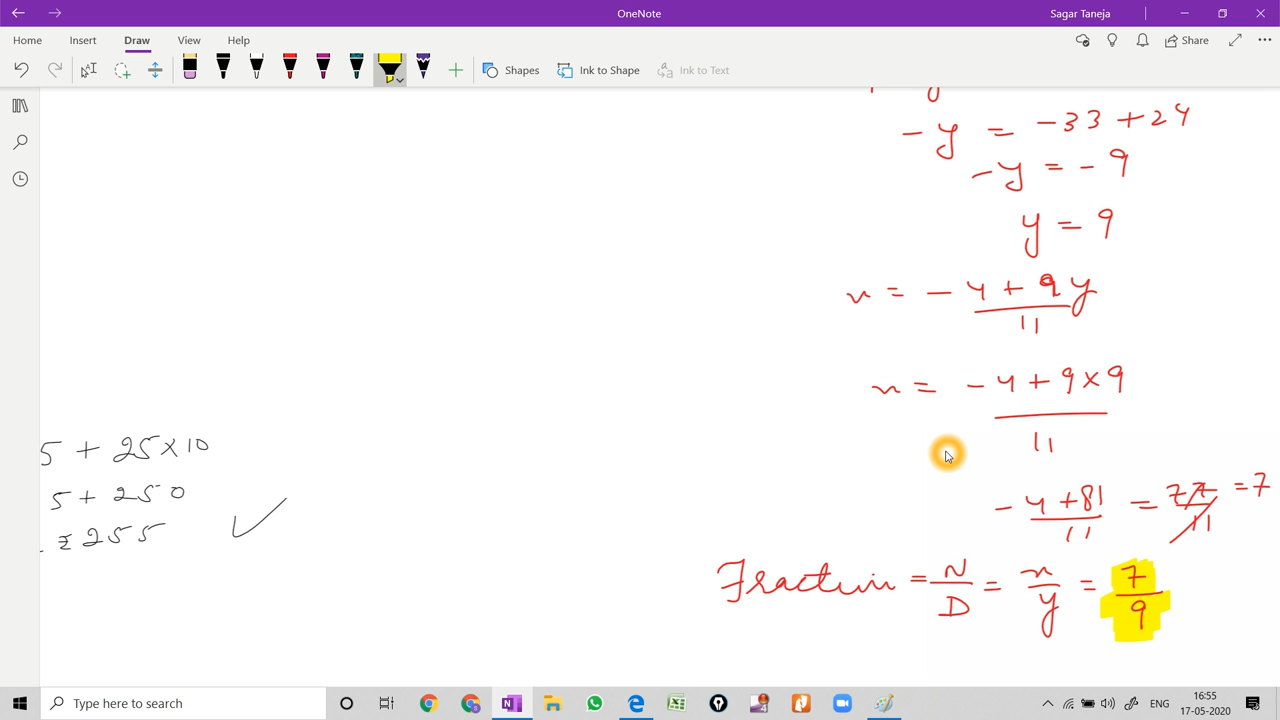 OneNote
Sagar Taneja
Home Insert Draw View Help
Share
Shapes Ink to Shape Ink to Text
-y = -33 + 24
-y = -9
y = 9
x = -4 + 9y
11
x = -4 + 9×9
11
-4 + 81 = 77 = 7
11 11
Fraction = N = x = 7
D y 9
5 + 25×10
5 + 250
= 255 ✓
Type here to search
ENG
16:55
17-05-2020